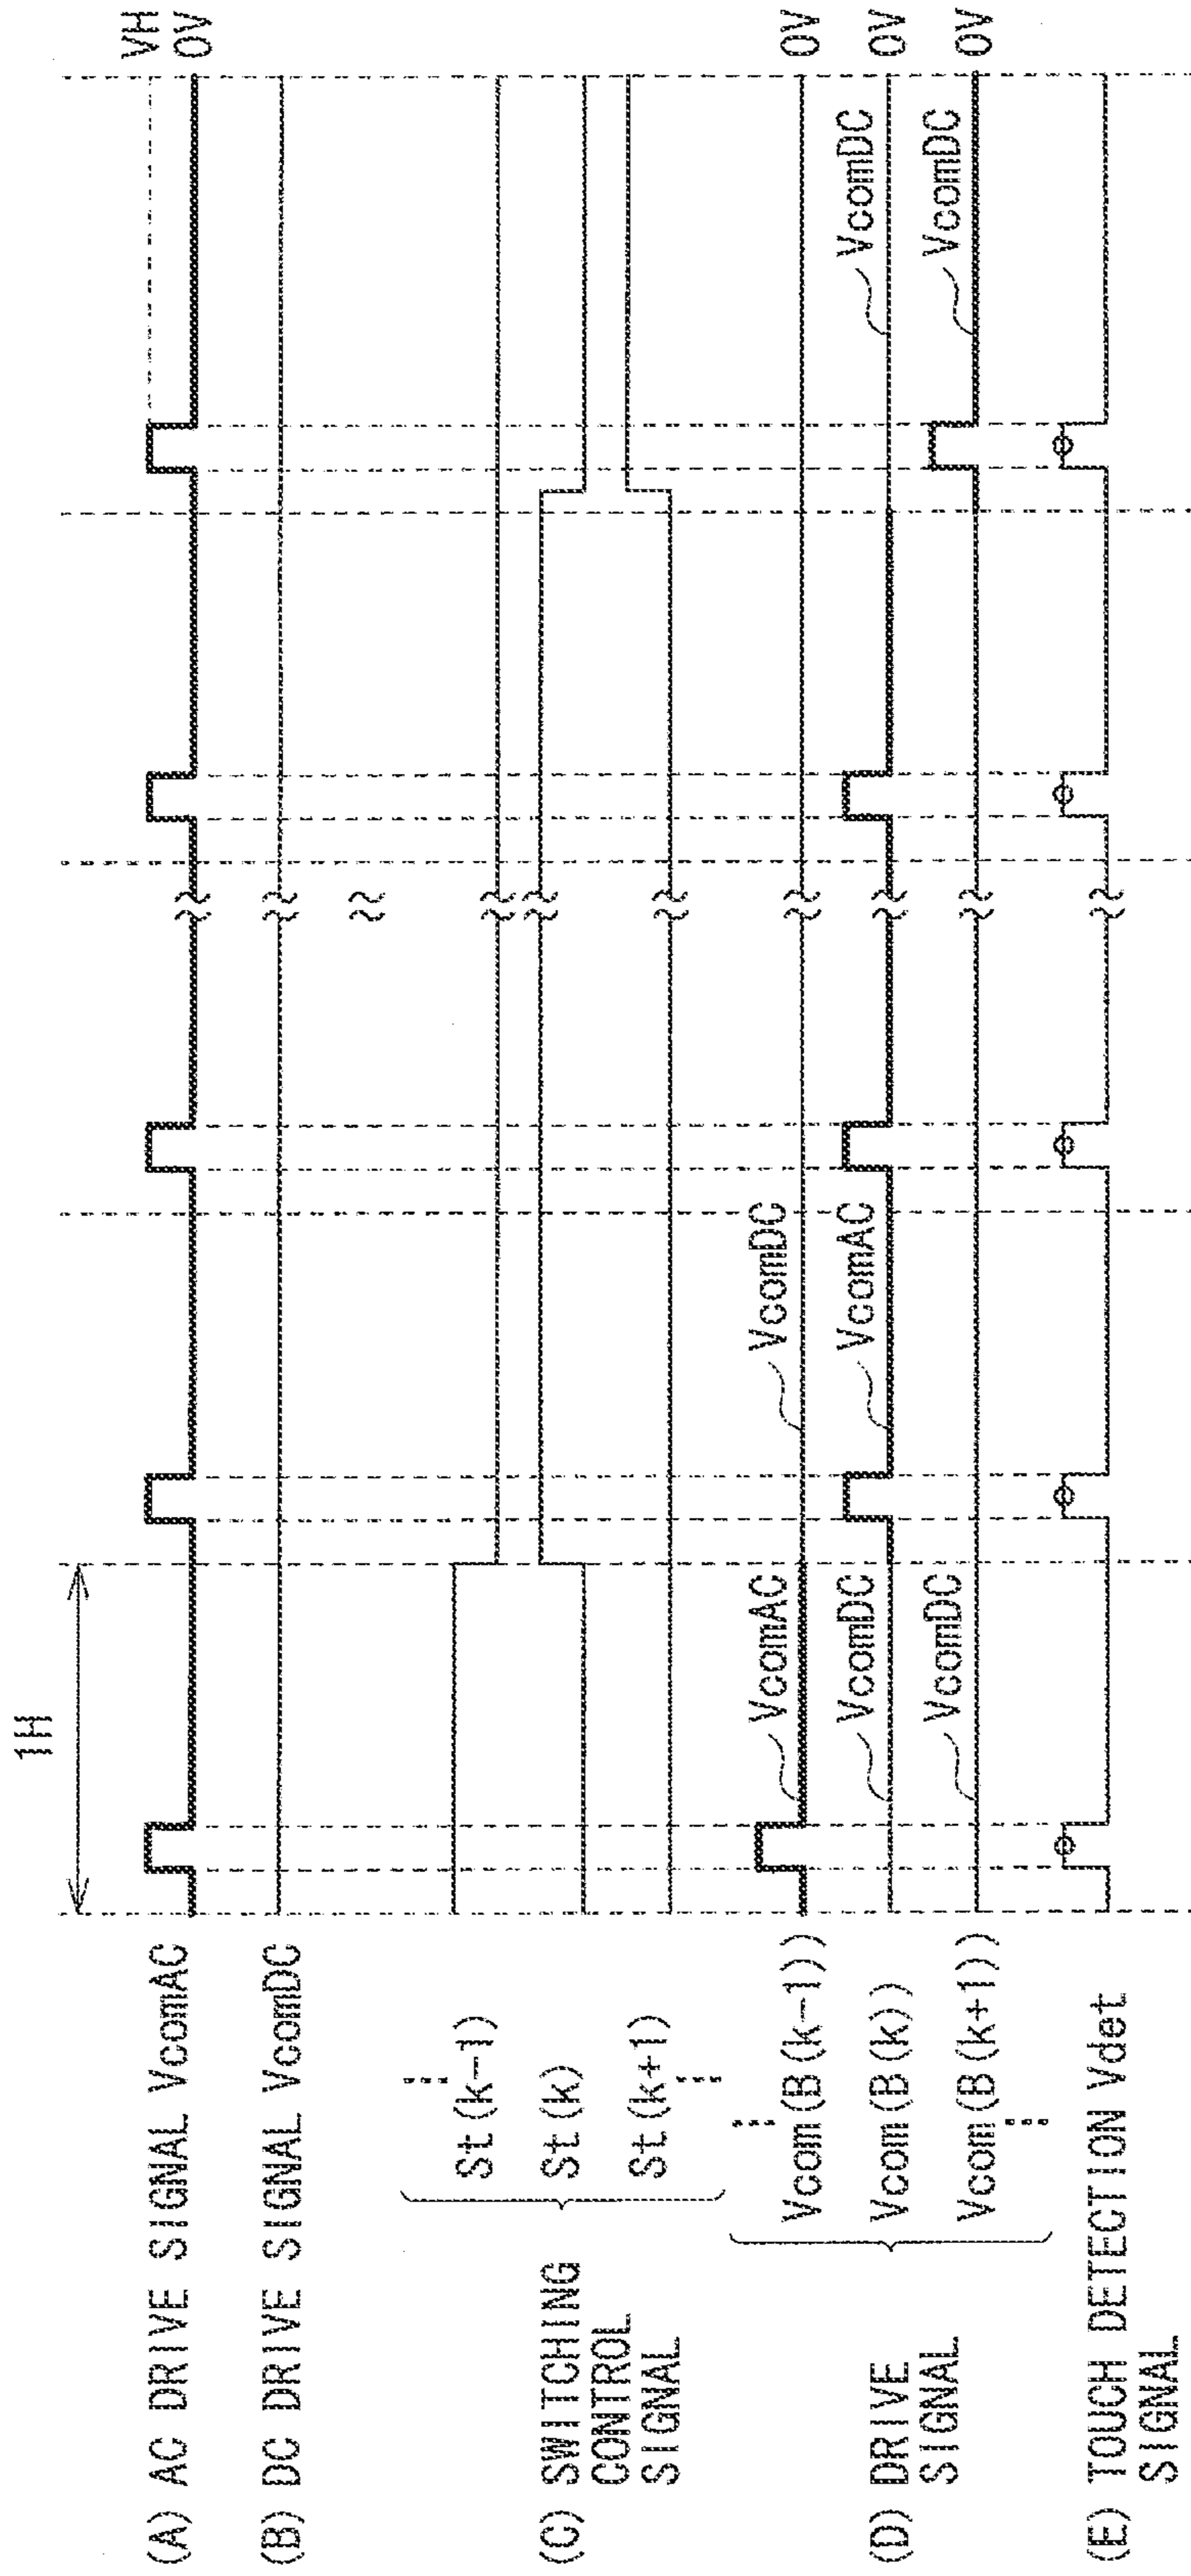 1H
VH
0V
(A) AC DRIVE SIGNAL VcomAC
(B) DC DRIVE SIGNAL VcomDC
(C) SWITCHING
CONTROL
SIGNAL
St(k-1)
St(k)
St(k+1)
(D) DRIVE
SIGNAL
Vcom(B(k-1))
Vcom(B(k))
Vcom(B(k+1))
VcomAC
VcomDC
0V
VcomDC
VcomAC
VcomDC
0V
VcomDC
VcomDC
0V
(E) TOUCH DETECTION Vdet
SIGNAL